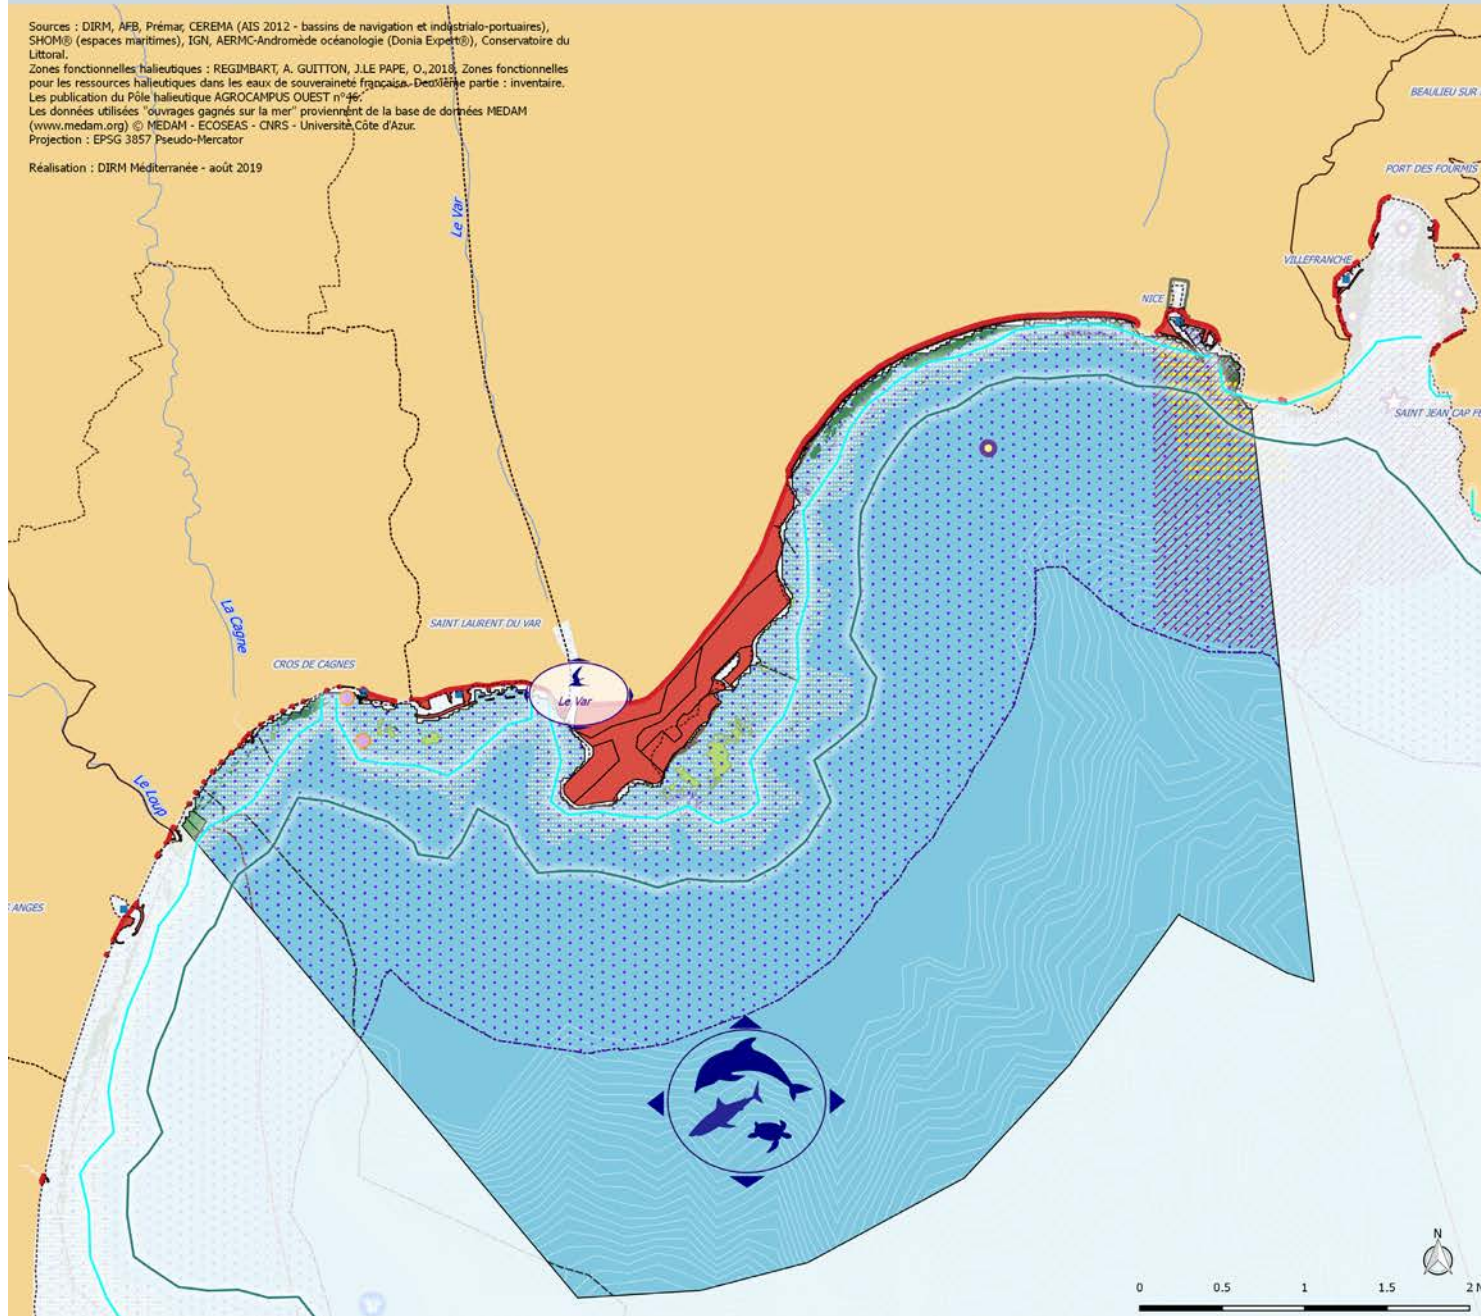 Sources : DIRM, AFB, Prémar, CEREMA (AIS 2012 - bassins de navigation et industrialo-portuaires),
SHOM® (espaces maritimes), IGN, AERMC-Andromède océanologie (Donia Expert®), Conservatoire du
Littoral.
Zones fonctionnelles halieutiques : REGIMBART, A. GUITTON, J.LE PAPE, O.,2018. Zones fonctionnelles
pour les ressources halieutiques dans les eaux de souveraineté française. Deuxième partie : inventaire.
Les publication du Pôle halieutique AGROCAMPUS OUEST n°46.
Les données utilisées "ouvrages gagnés sur la mer" proviennent de la base de données MEDAM
(www.medam.org) © MEDAM - ECOSEAS - CNRS - Université Côte d'Azur.
Projection : EPSG 3857 Pseudo-Mercator
Réalisation : DIRM Méditerranée - août 2019
BEAULIEU SUR
PORT DES FOURMIS
Le Var
VILLEFRANCHE
NICE
SAINT JEAN CAP
La Cagne
SAINT LAURENT DU VAR
CROS DE CAGNES
Le Var
Le Loup
ANGES
N
0 0.5 1 1.5 2